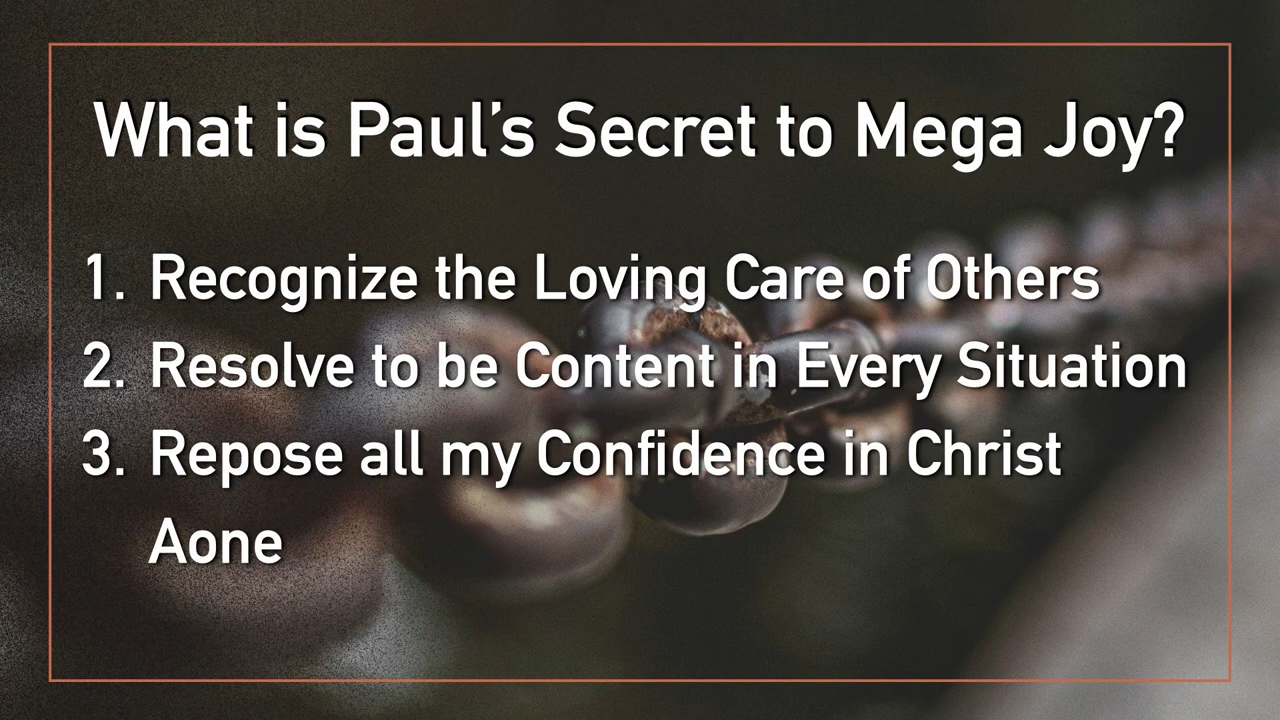 What is Paul’s Secret to Mega Joy?
1. Recognize the Loving Care of Others
2. Resolve to be Content in Every Situation
3. Repose all my Confidence in Christ
Aone